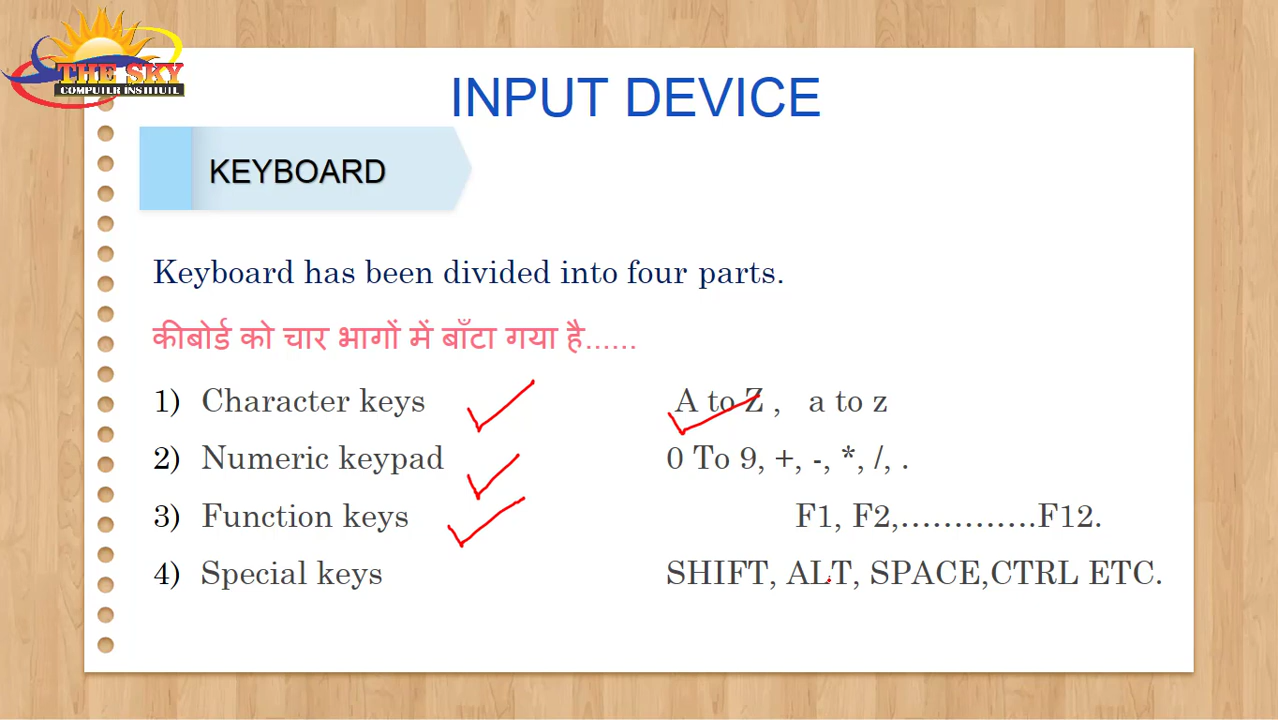 THE SKY
COMPUTER INSTITUTE
INPUT DEVICE
KEYBOARD
Keyboard has been divided into four parts.
कीबोर्ड को चार भागों में बाँटा गया है......
1) Character keys A to Z , a to z
2) Numeric keypad 0 To 9, +, -, *, /, .
3) Function keys F1, F2,.............F12.
4) Special keys SHIFT, ALT, SPACE,CTRL ETC.